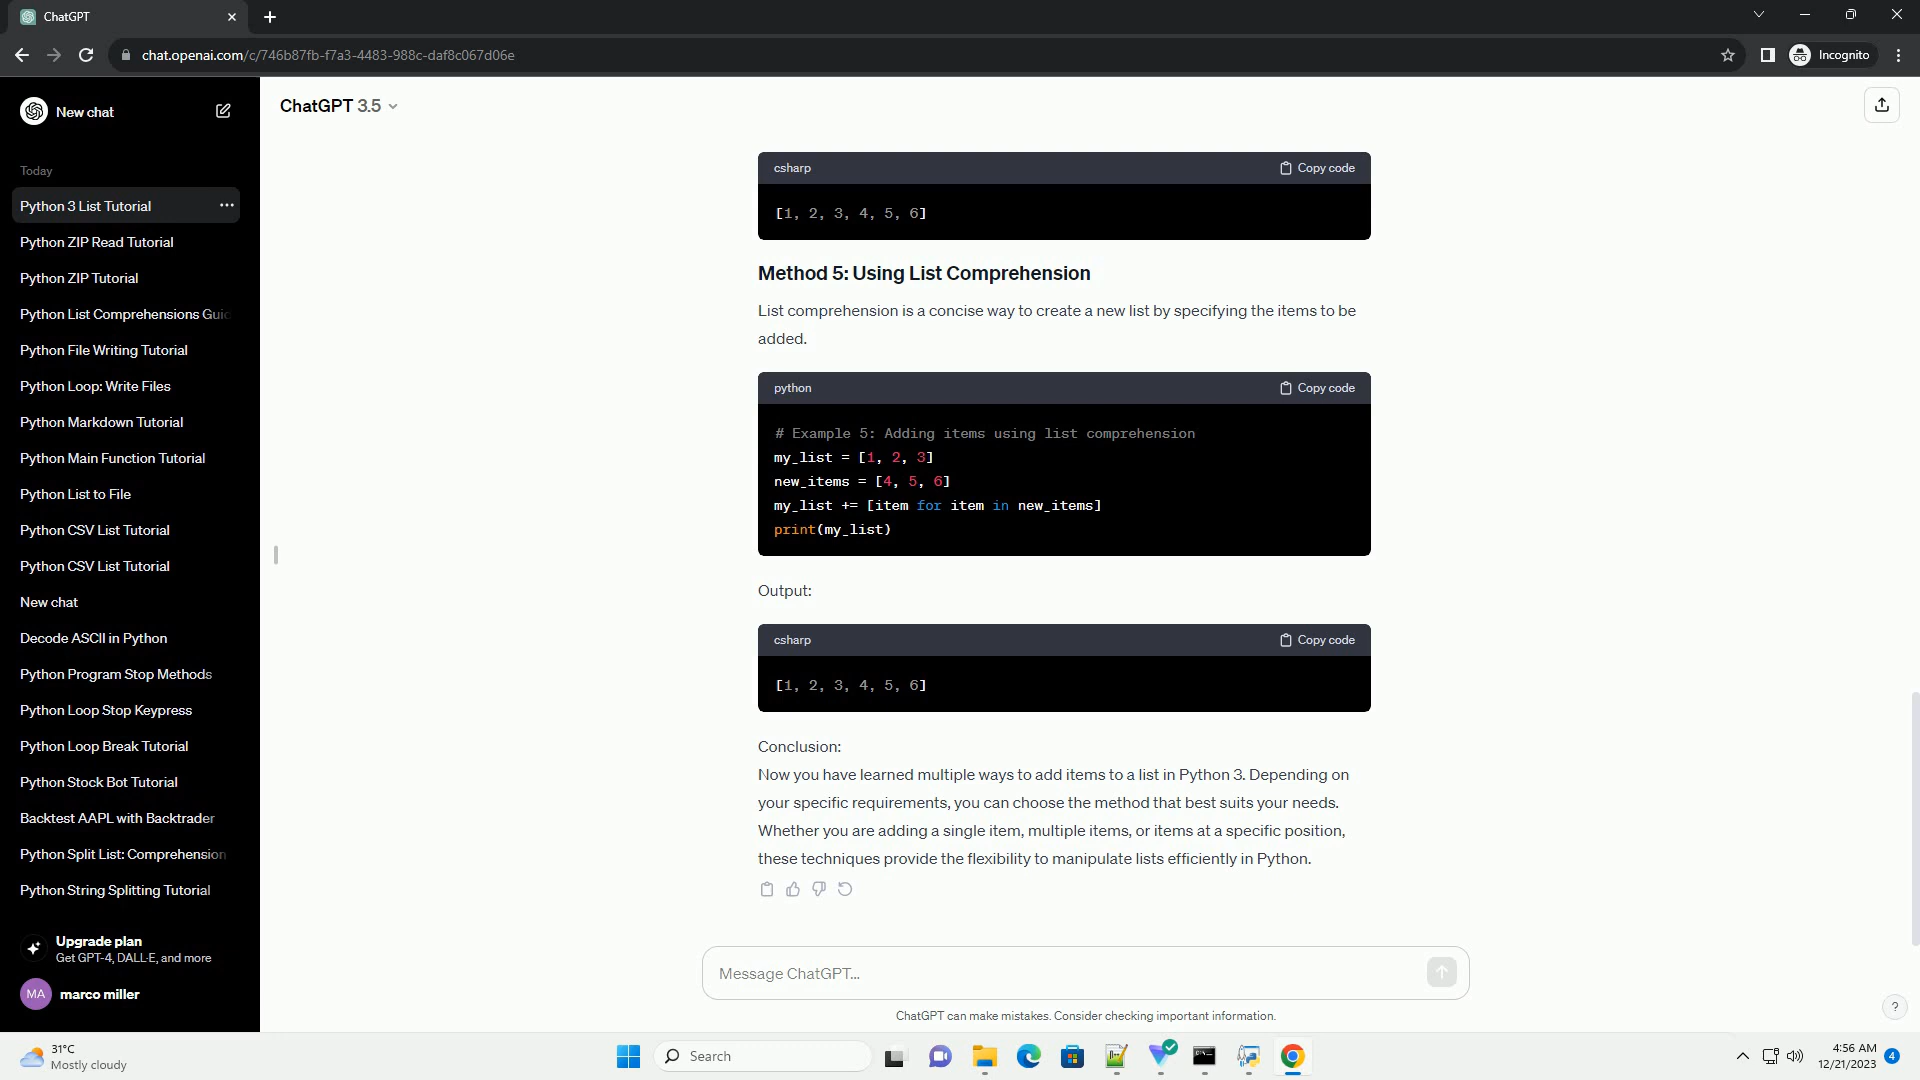 ChatGPT
chat.openai.com/c/746b87fb-f7a3-4483-988c-daf8c067d06e
Incognito
New chat
Today
Python 3 List Tutorial
Python ZIP Read Tutorial
Python ZIP Tutorial
Python List Comprehensions Guid
Python File Writing Tutorial
Python Loop: Write Files
Python Markdown Tutorial
Python Main Function Tutorial
Python List to File
Python CSV List Tutorial
Python CSV List Tutorial
New chat
Decode ASCII in Python
Python Program Stop Methods
Python Loop Stop Keypress
Python Loop Break Tutorial
Python Stock Bot Tutorial
Backtest AAPL with Backtrader
Python Split List: Comprehension
Python String Splitting Tutorial
Upgrade plan
Get GPT-4, DALL·E, and more
MA marco miller
ChatGPT 3.5
csharp Copy code
[1, 2, 3, 4, 5, 6]
Method 5: Using List Comprehension
List comprehension is a concise way to create a new list by specifying the items to be
added.
python Copy code
# Example 5: Adding items using list comprehension
my_list = [1, 2, 3]
new_items = [4, 5, 6]
my_list += [item for item in new_items]
print(my_list)
Output:
csharp Copy code
[1, 2, 3, 4, 5, 6]
Conclusion:
Now you have learned multiple ways to add items to a list in Python 3. Depending on
your specific requirements, you can choose the method that best suits your needs.
Whether you are adding a single item, multiple items, or items at a specific position,
these techniques provide the flexibility to manipulate lists efficiently in Python.
Message ChatGPT...
ChatGPT can make mistakes. Consider checking important information.
?
31°C
Mostly cloudy
Search
4:56 AM
12/21/2023
4